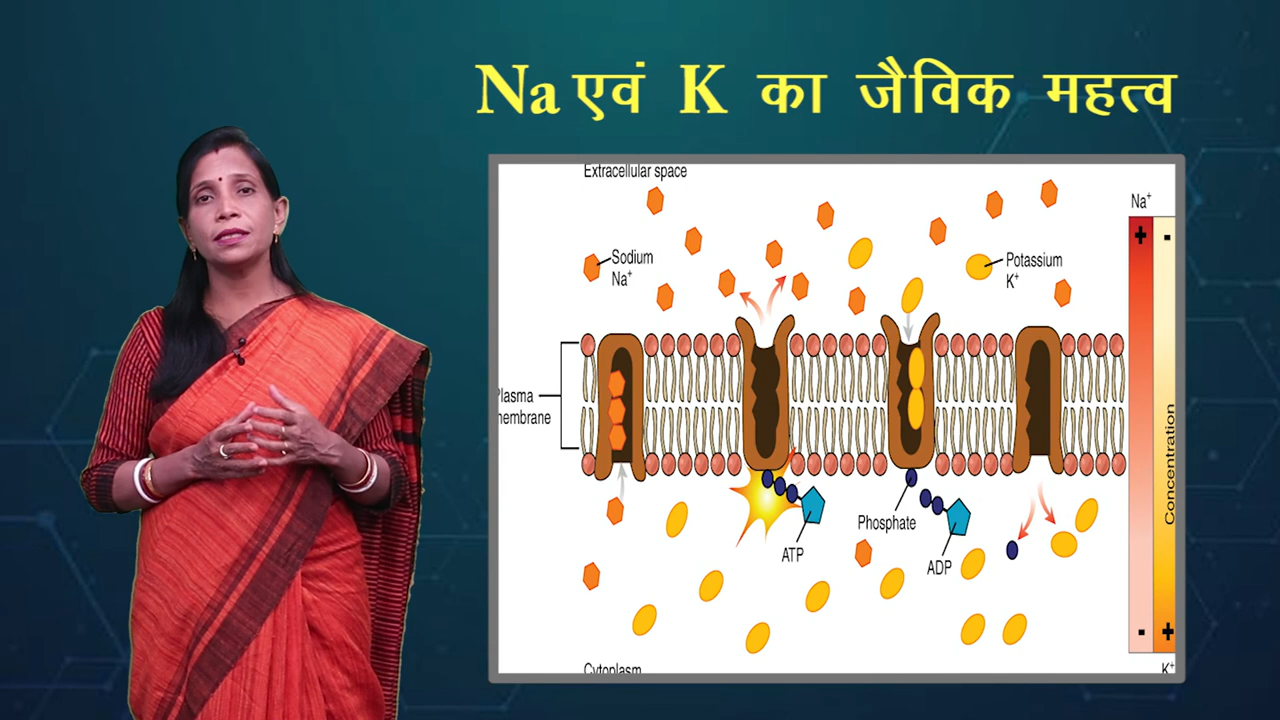 Na एवं K का जैविक महत्व
Extracellular space
Na⁺
+ -
Sodium
Na⁺
Potassium
K⁺
Plasma
membrane
Concentration
Phosphate
ATP
ADP
- +
Cytoplasm
K⁺